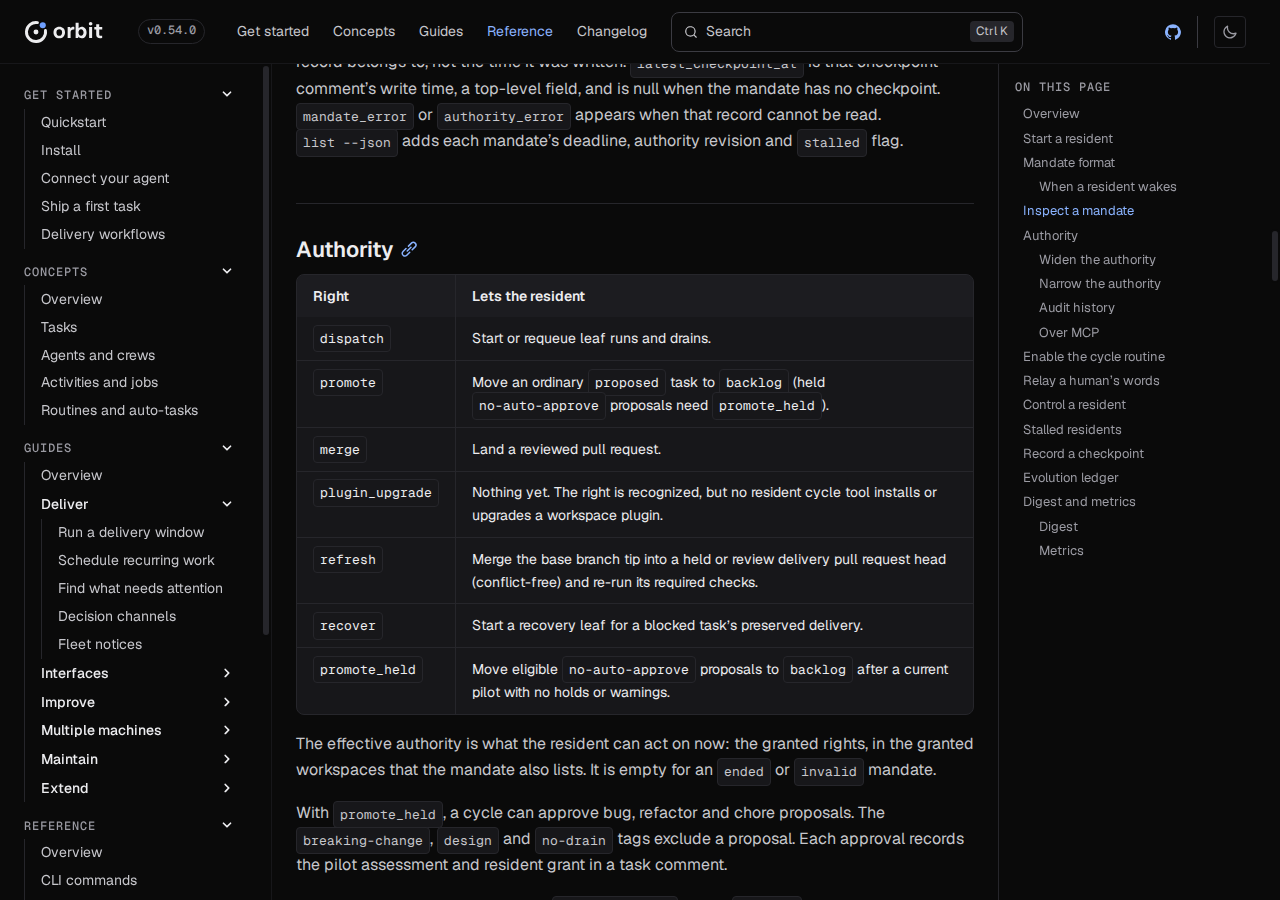 orbit
v0.54.0
Get started
Concepts
Guides
Reference
Changelog
Search
Ctrl K
GET STARTED
Quickstart
Install
Connect your agent
Ship a first task
Delivery workflows
CONCEPTS
Overview
Tasks
Agents and crews
Activities and jobs
Routines and auto-tasks
GUIDES
Overview
Deliver
Run a delivery window
Schedule recurring work
Find what needs attention
Decision channels
Fleet notices
Interfaces
Improve
Multiple machines
Maintain
Extend
REFERENCE
Overview
CLI commands
record belongs to, not the time it was written. latest_checkpoint_at is that checkpoint
comment's write time, a top-level field, and is null when the mandate has no checkpoint.
mandate_error or authority_error appears when that record cannot be read.
list --json adds each mandate's deadline, authority revision and stalled flag.
Authority
Right
Lets the resident
dispatch
Start or requeue leaf runs and drains.
promote
Move an ordinary proposed task to backlog (held
no-auto-approve proposals need promote_held ).
merge
Land a reviewed pull request.
plugin_upgrade
Nothing yet. The right is recognized, but no resident cycle tool installs or
upgrades a workspace plugin.
refresh
Merge the base branch tip into a held or review delivery pull request head
(conflict-free) and re-run its required checks.
recover
Start a recovery leaf for a blocked task's preserved delivery.
promote_held
Move eligible no-auto-approve proposals to backlog after a current
pilot with no holds or warnings.
The effective authority is what the resident can act on now: the granted rights, in the granted
workspaces that the mandate also lists. It is empty for an ended or invalid mandate.
With promote_held , a cycle can approve bug, refactor and chore proposals. The
breaking-change , design and no-drain tags exclude a proposal. Each approval records
the pilot assessment and resident grant in a task comment.
ON THIS PAGE
Overview
Start a resident
Mandate format
When a resident wakes
Inspect a mandate
Authority
Widen the authority
Narrow the authority
Audit history
Over MCP
Enable the cycle routine
Relay a human's words
Control a resident
Stalled residents
Record a checkpoint
Evolution ledger
Digest and metrics
Digest
Metrics